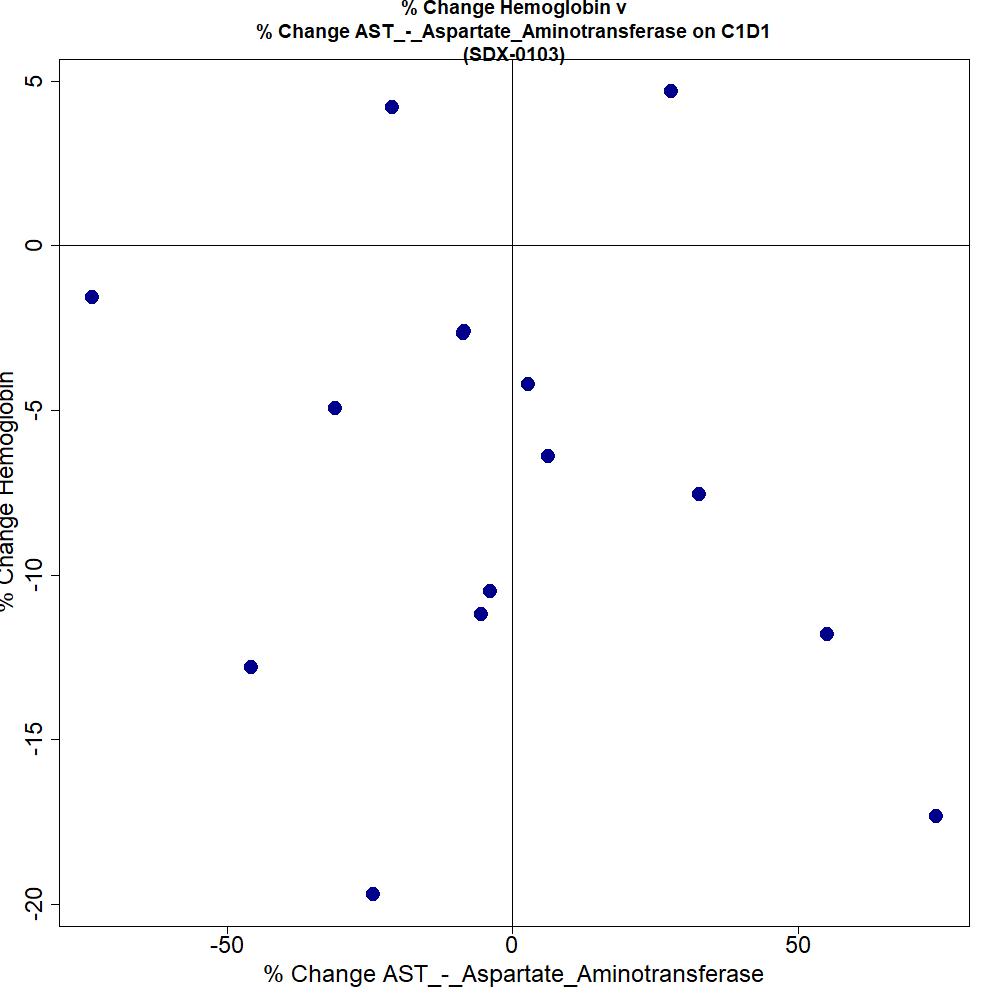 % Change Hemoglobin v
% Change AST_-_Aspartate_Aminotransferase on C1D1
(SDX-0103)
% Change Hemoglobin
5
0
-5
-10
-15
-20
-50
0
50
% Change AST_-_Aspartate_Aminotransferase